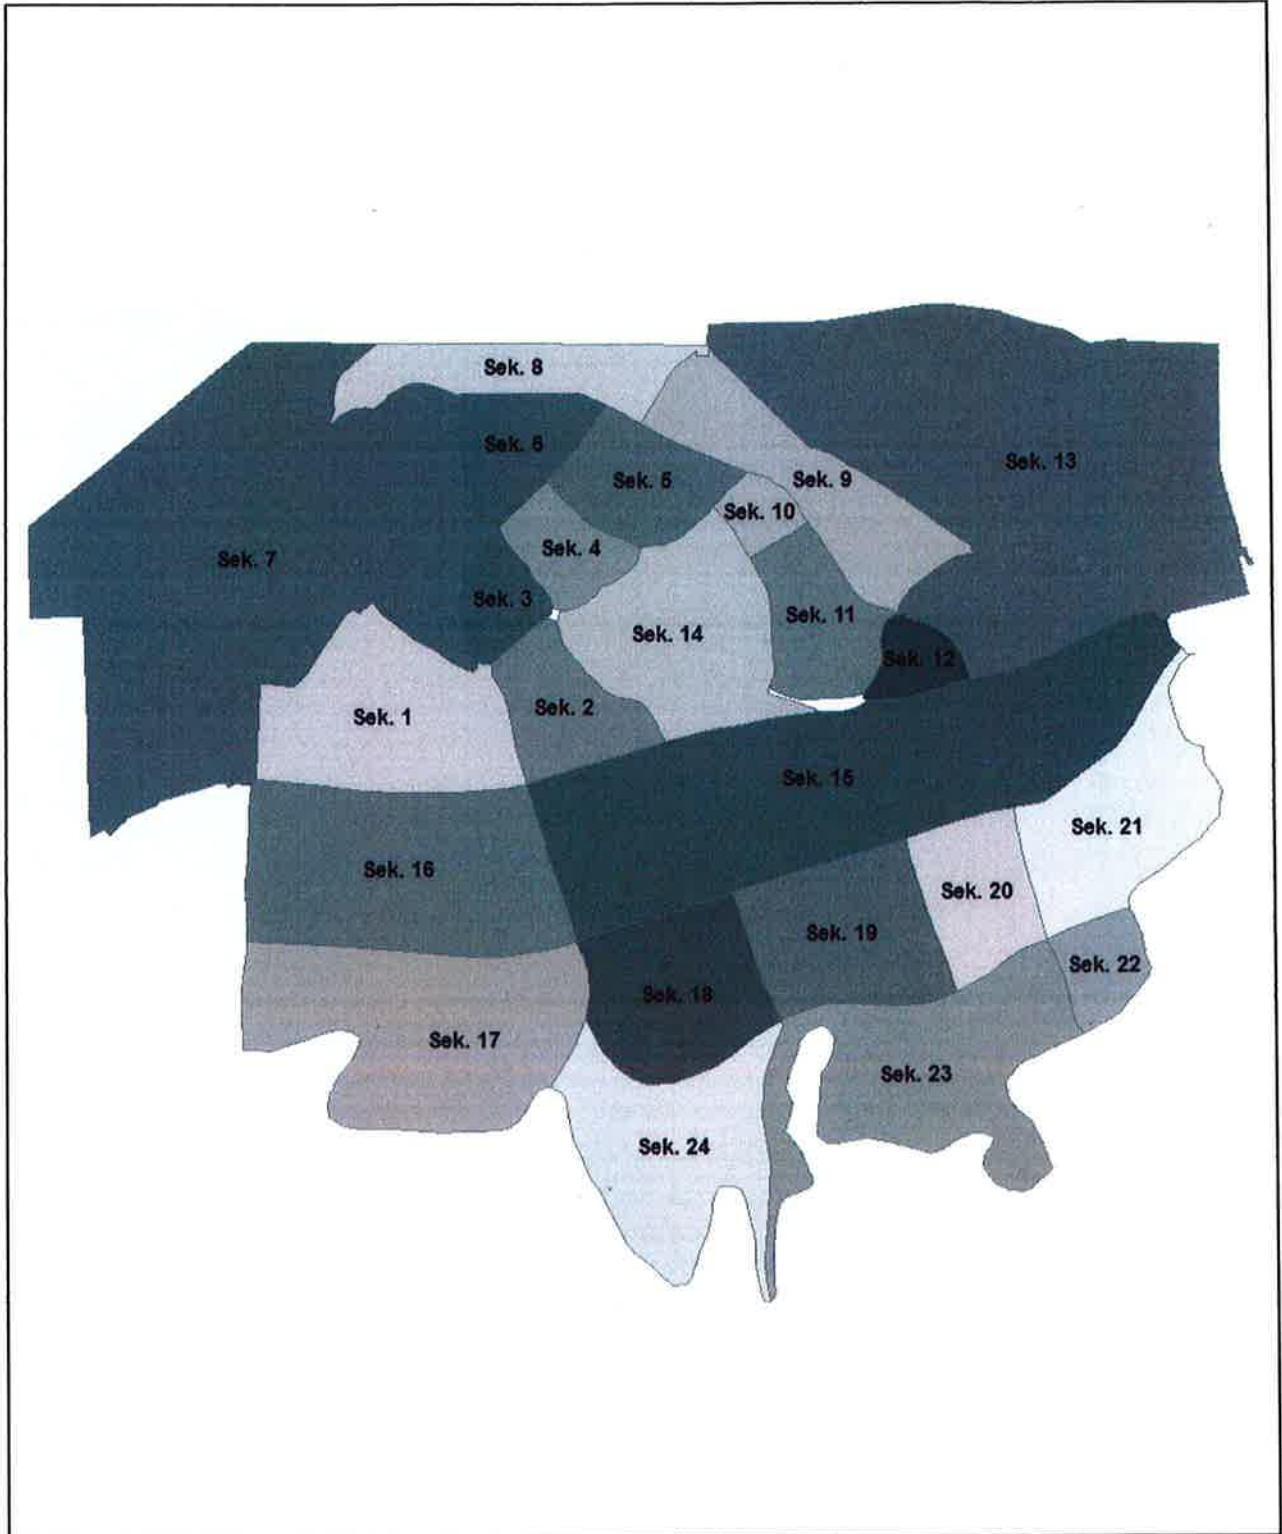 Sek. 8
Sek. 6
Sek. 13
Sek. 5
Sek. 9
Sek. 10
Sek. 4
Sek. 7
Sek. 3
Sek. 11
Sek. 14
Sek. 12
Sek. 2
Sek. 1
Sek. 15
Sek. 21
Sek. 16
Sek. 20
Sek. 19
Sek. 22
Sek. 18
Sek. 17
Sek. 23
Sek. 24